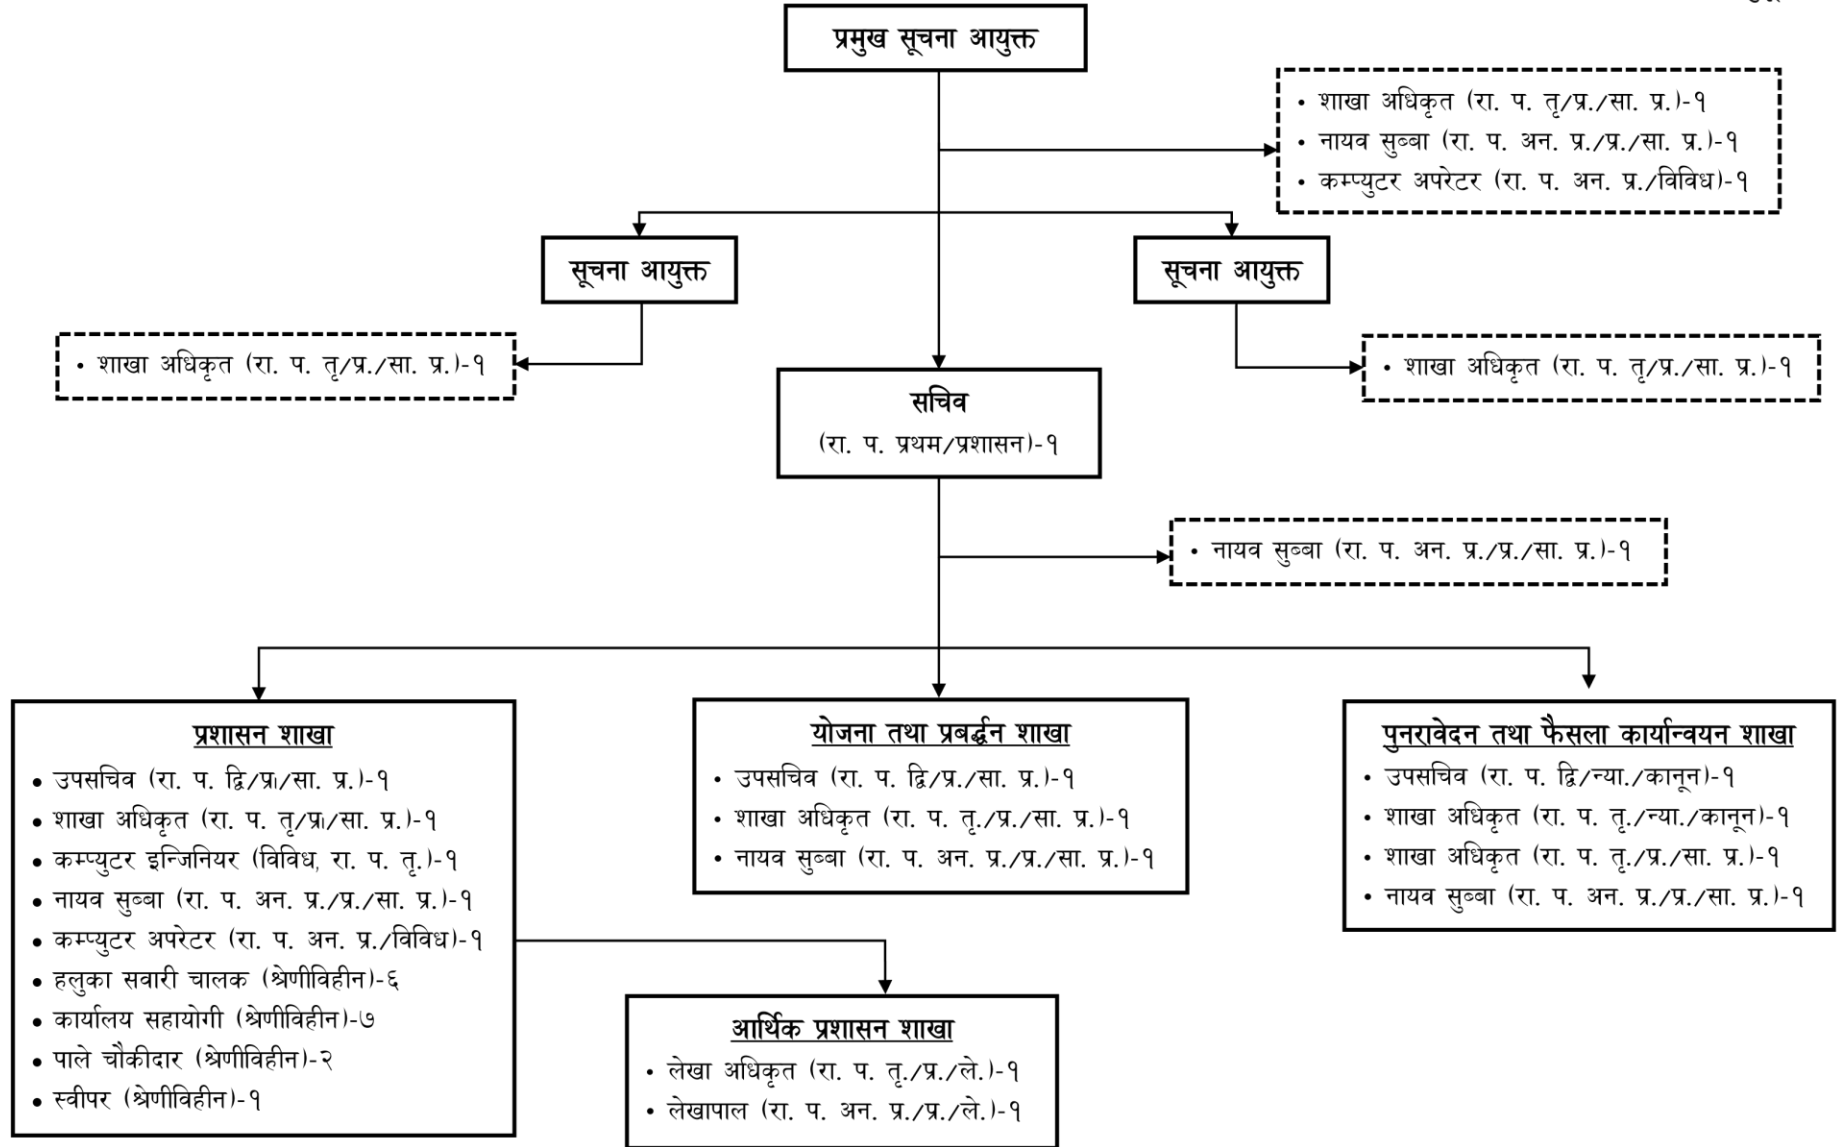 प्रमुख सूचना आयुक्त
• शाखा अधिकृत (रा. प. तृ/प्र./सा. प्र.)-१
• नायव सुब्बा (रा. प. अन. प्र./प्र./सा. प्र.)-१
• कम्प्युटर अपरेटर (रा. प. अन. प्र./विविध)-१
सूचना आयुक्त
सूचना आयुक्त
• शाखा अधिकृत (रा. प. तृ/प्र./सा. प्र.)-१
• शाखा अधिकृत (रा. प. तृ/प्र./सा. प्र.)-१
सचिव
(रा. प. प्रथम/प्रशासन)-१
• नायव सुब्बा (रा. प. अन. प्र./प्र./सा. प्र.)-१
प्रशासन शाखा
• उपसचिव (रा. प. द्वि/प्र।/सा. प्र.)-१
• शाखा अधिकृत (रा. प. तृ/प्र।/सा. प्र.)-१
• कम्प्युटर इन्जिनियर (विविध, रा. प. तृ.)-१
• नायव सुब्बा (रा. प. अन. प्र./प्र./सा. प्र.)-१
• कम्प्युटर अपरेटर (रा. प. अन. प्र./विविध)-१
• हलुका सवारी चालक (श्रेणीविहीन)-६
• कार्यालय सहायोगी (श्रेणीविहीन)-७
• पाले चौकीदार (श्रेणीविहीन)-२
• स्वीपर (श्रेणीविहीन)-१
योजना तथा प्रबर्द्धन शाखा
• उपसचिव (रा. प. द्वि/प्र./सा. प्र.)-१
• शाखा अधिकृत (रा. प. तृ./प्र./सा. प्र.)-१
• नायव सुब्बा (रा. प. अन. प्र./प्र./सा. प्र.)-१
पुनरावेदन तथा फैसला कार्यान्वयन शाखा
• उपसचिव (रा. प. द्वि/न्या./कानून)-१
• शाखा अधिकृत (रा. प. तृ./न्या./कानून)-१
• शाखा अधिकृत (रा. प. तृ./प्र./सा. प्र.)-१
• नायव सुब्बा (रा. प. अन. प्र./प्र./सा. प्र.)-१
आर्थिक प्रशासन शाखा
• लेखा अधिकृत (रा. प. तृ./प्र./ले.)-१
• लेखापाल (रा. प. अन. प्र./प्र./ले.)-१